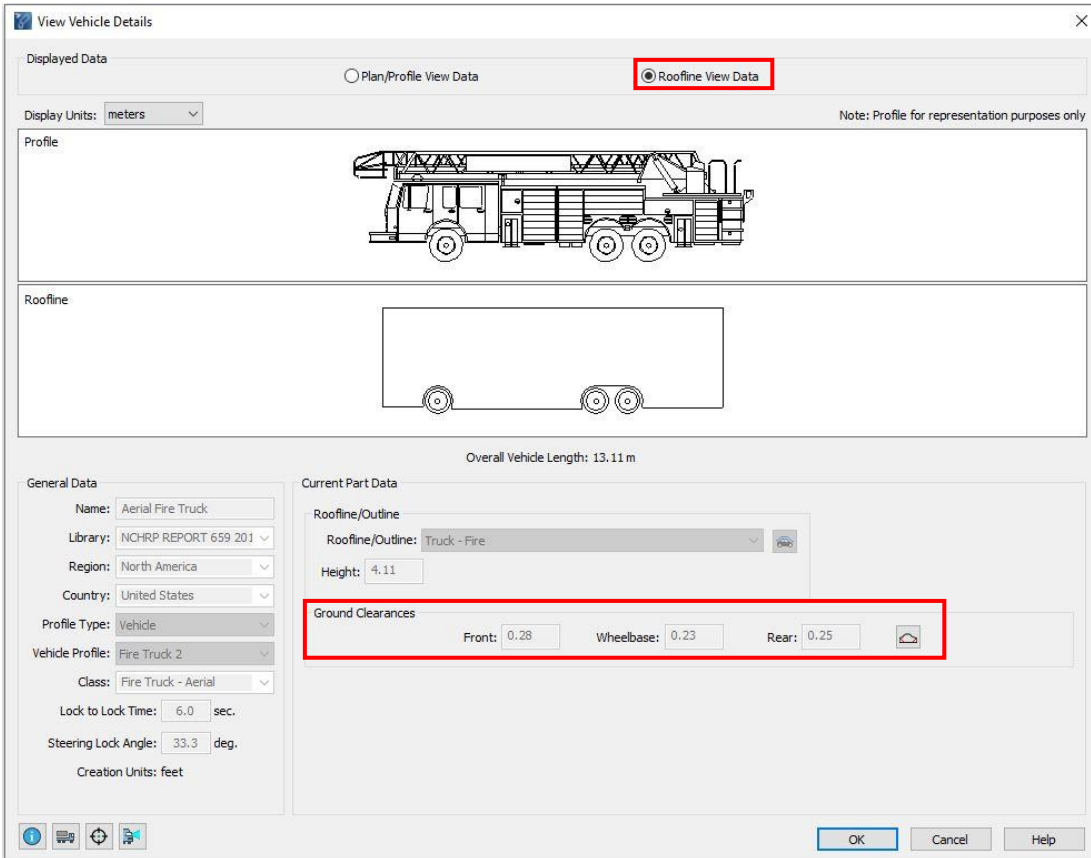 View Vehicle Details
Displayed Data
Plan/Profile View Data
Roofline View Data
Display Units: meters
Note: Profile for representation purposes only
Profile
Roofline
Overall Vehicle Length: 13.11 m
General Data
Name: Aerial Fire Truck
Library: NCHRP REPORT 659 201
Region: North America
Country: United States
Profile Type: Vehicle
Vehicle Profile: Fire Truck 2
Class: Fire Truck - Aerial
Lock to Lock Time: 6.0 sec.
Steering Lock Angle: 33.3 deg.
Creation Units: feet
Current Part Data
Roofline/Outline
Roofline/Outline: Truck - Fire
Height: 4.11
Ground Clearances
Front: 0.28 Wheelbase: 0.23 Rear: 0.25
OK Cancel Help